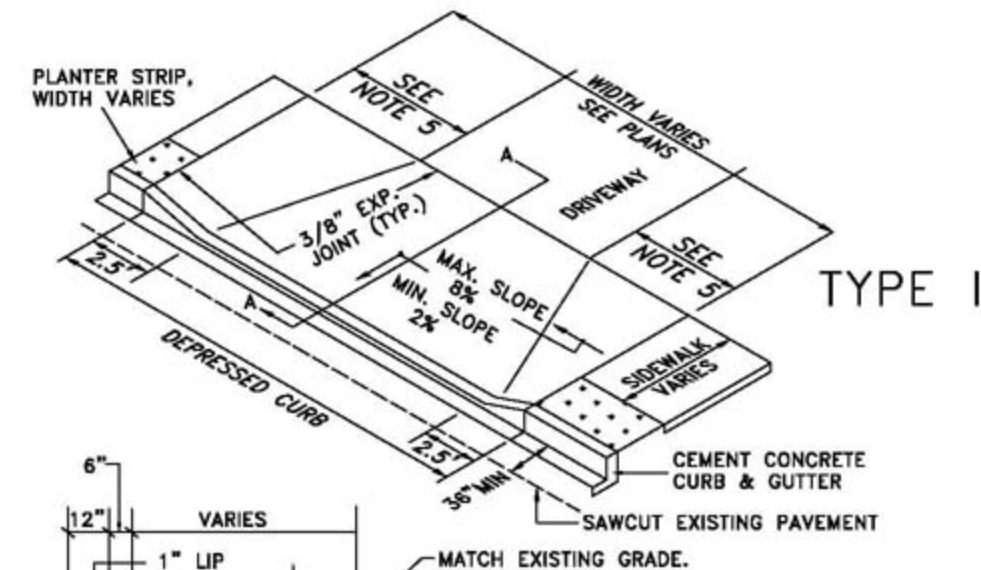 PLANTER STRIP,
WIDTH VARIES
SEE
NOTE 5
WIDTH VARIES
SEE PLANS
A
DRIVEWAY
3/8" EXP.
JOINT (TYP.)
SEE
NOTE 5
MAX. SLOPE
8%
MIN. SLOPE
2%
TYPE I
2.5'
A
DEPRESSED CURB
SIDEWALK
VARIES
2.5'
36"MIN
CEMENT CONCRETE
CURB & GUTTER
SAWCUT EXISTING PAVEMENT
6"
12"
VARIES
1" LIP
MATCH EXISTING GRADE.